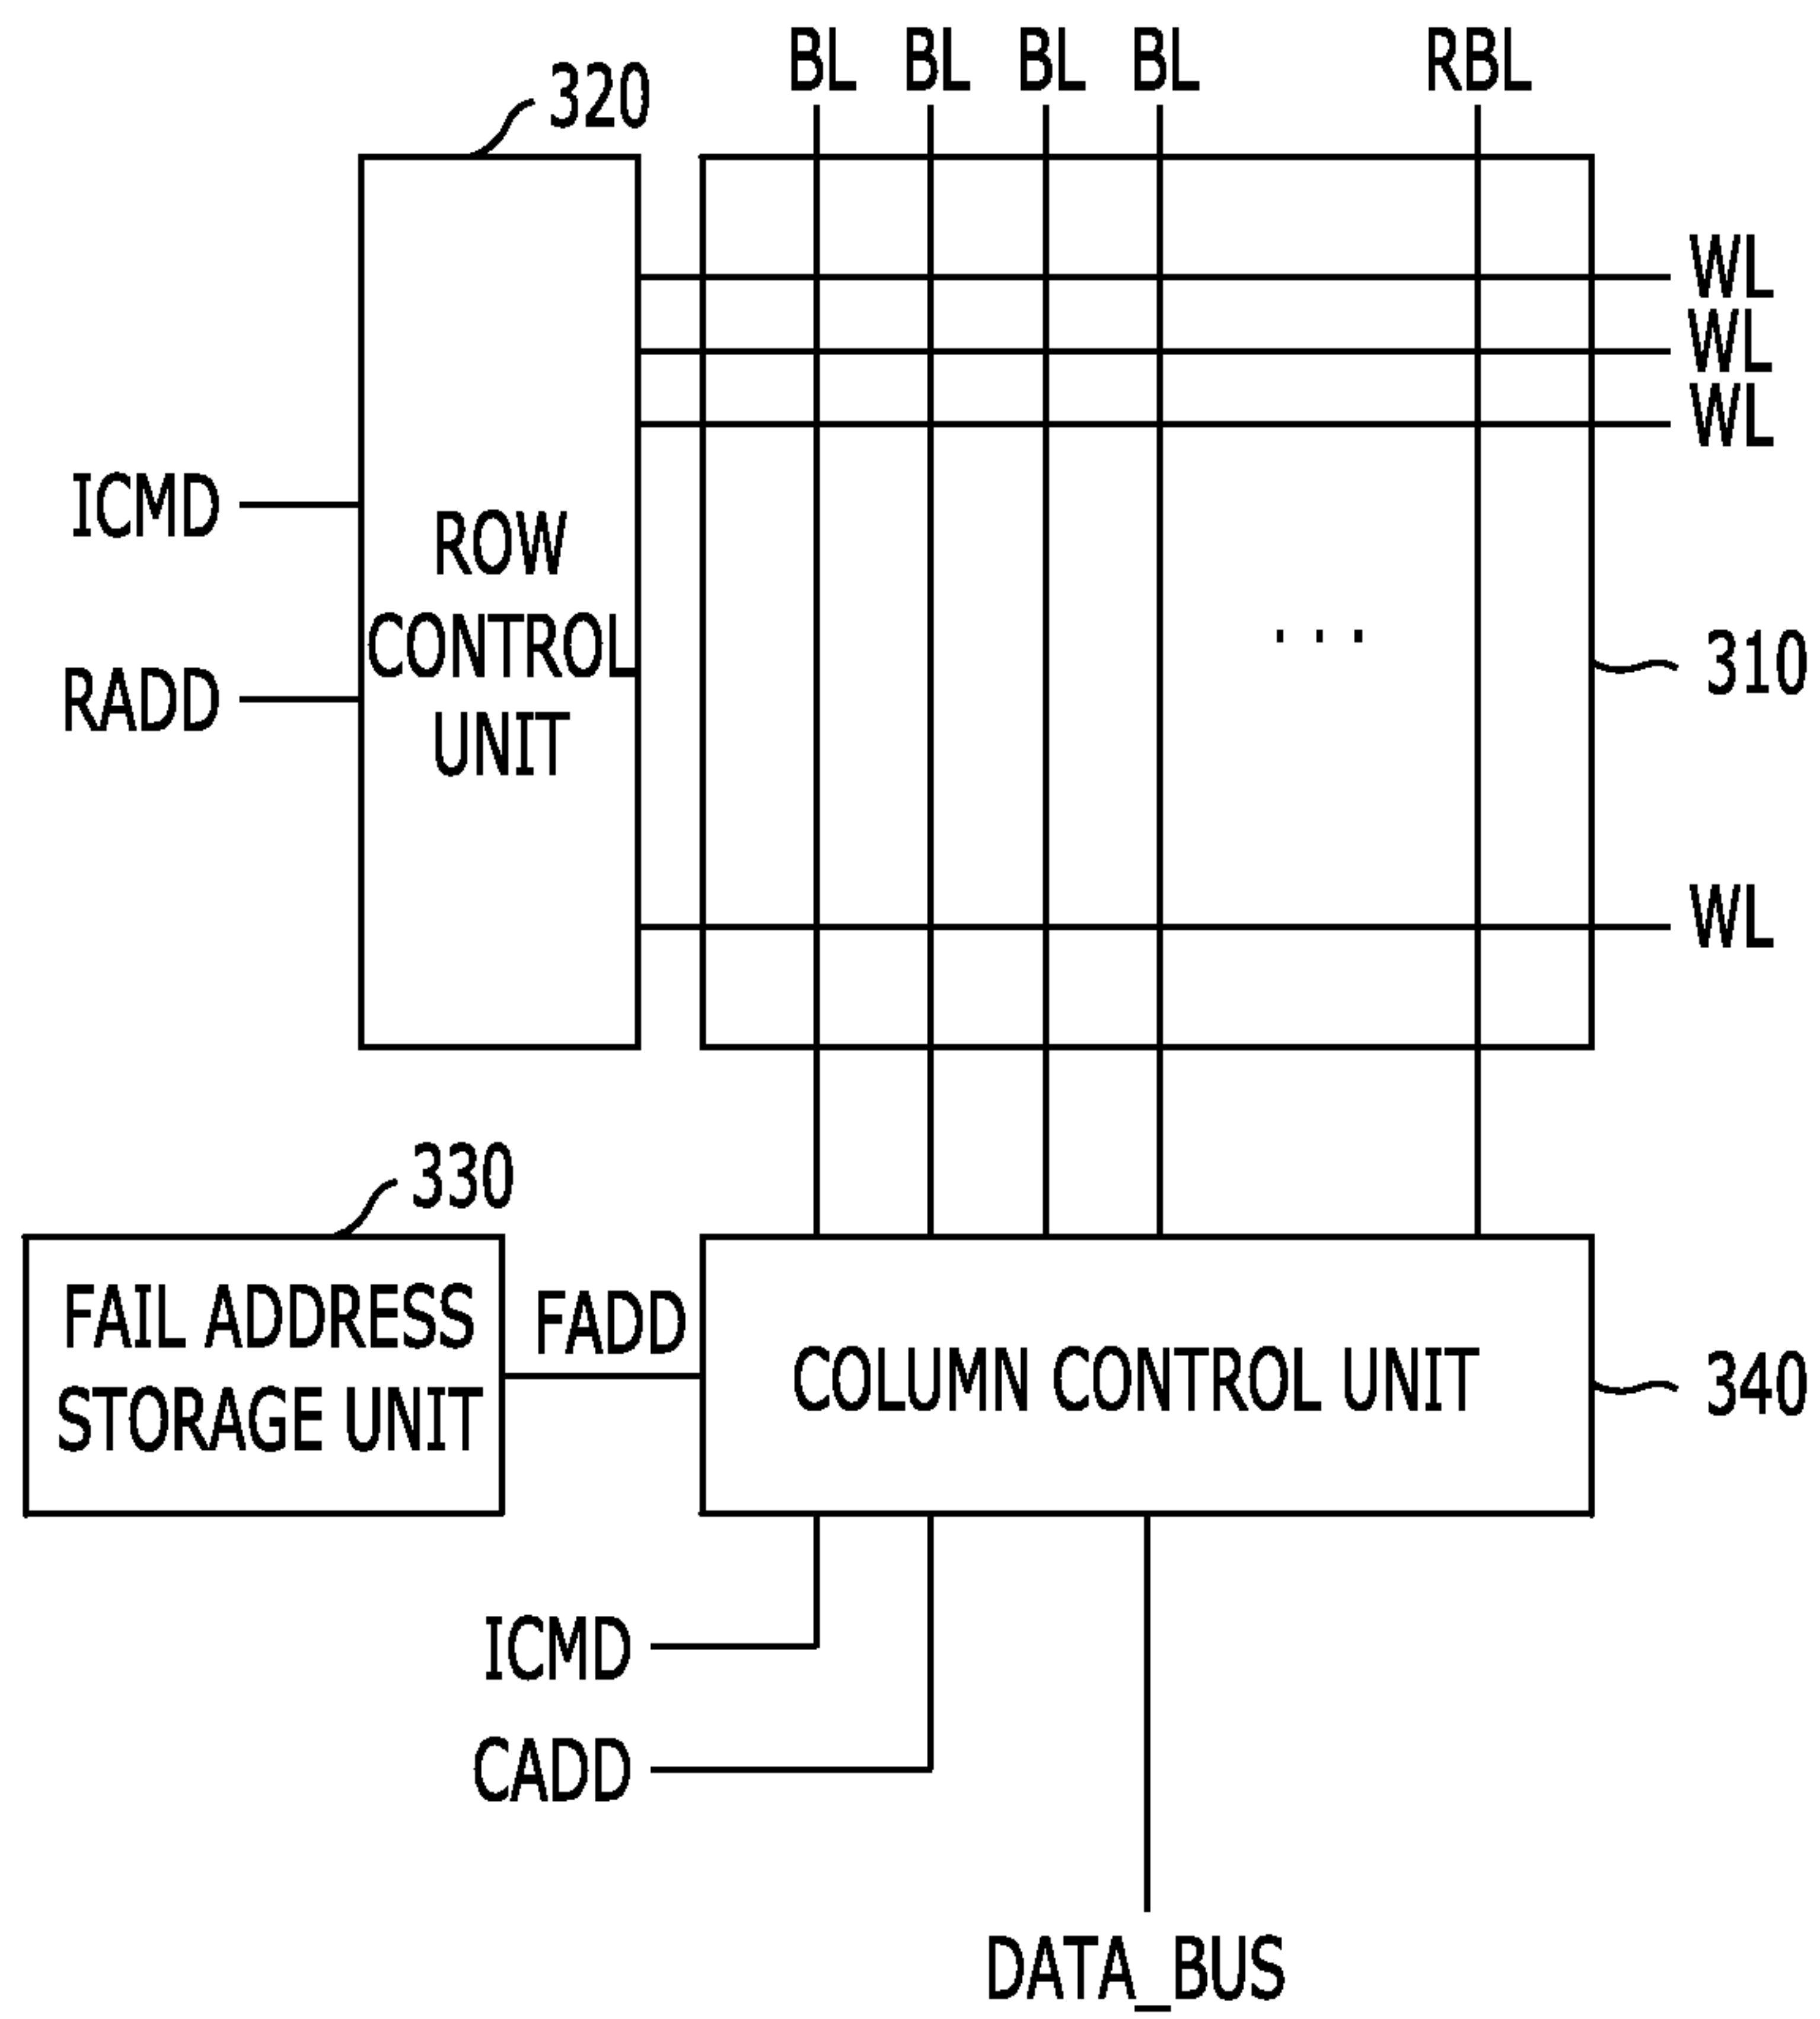 BL BL BL BL RBL
320
WL
WL
WL
ICMD
ROW
CONTROL
UNIT
RADD
. . .
310
WL
330
FAIL ADDRESS
STORAGE UNIT
FADD
COLUMN CONTROL UNIT
340
ICMD
CADD
DATA_BUS